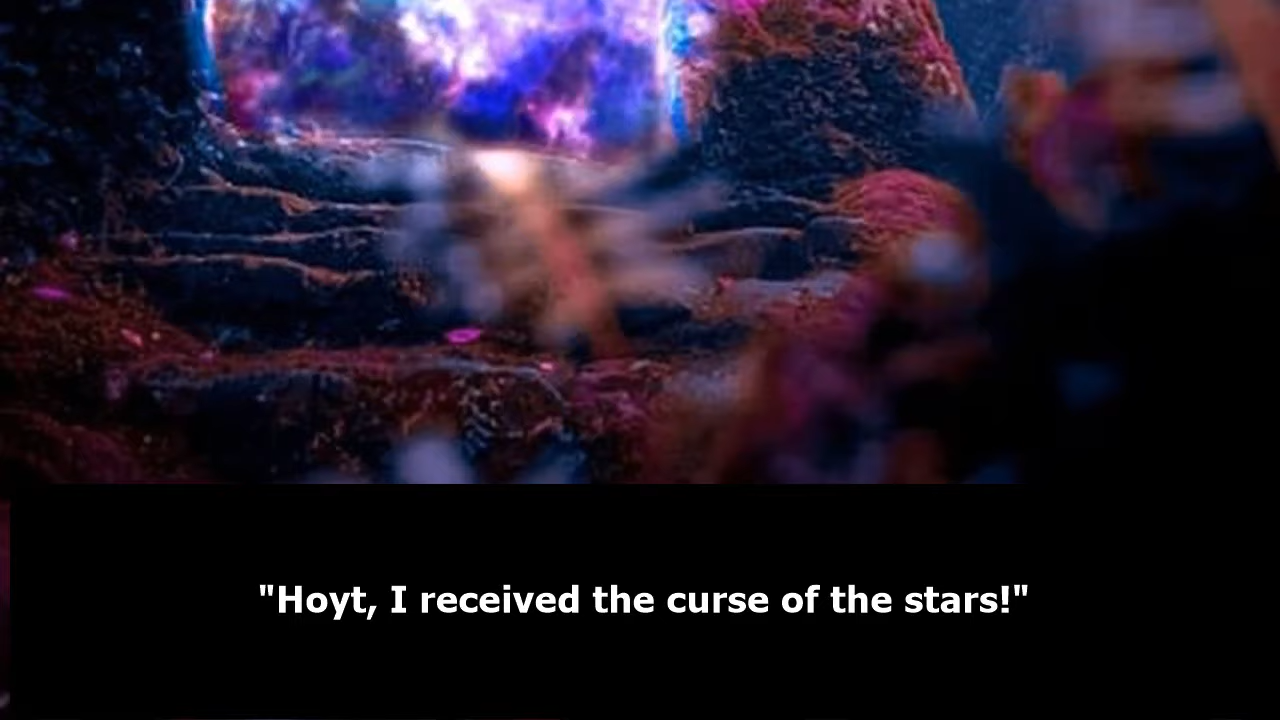 "Hoyt, I received the curse of the stars!"